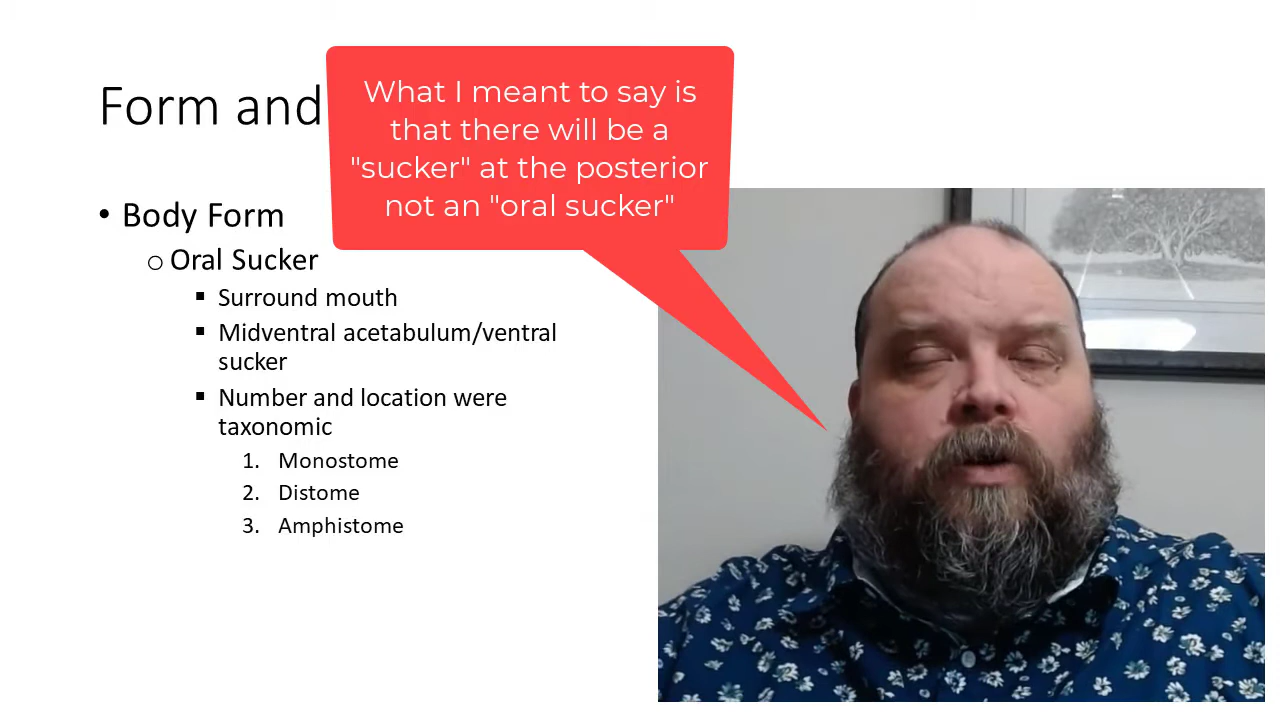 Form and
What I meant to say is
that there will be a
"sucker" at the posterior
not an "oral sucker"
• Body Form
o Oral Sucker
▪ Surround mouth
▪ Midventral acetabulum/ventral
sucker
▪ Number and location were
taxonomic
1. Monostome
2. Distome
3. Amphistome